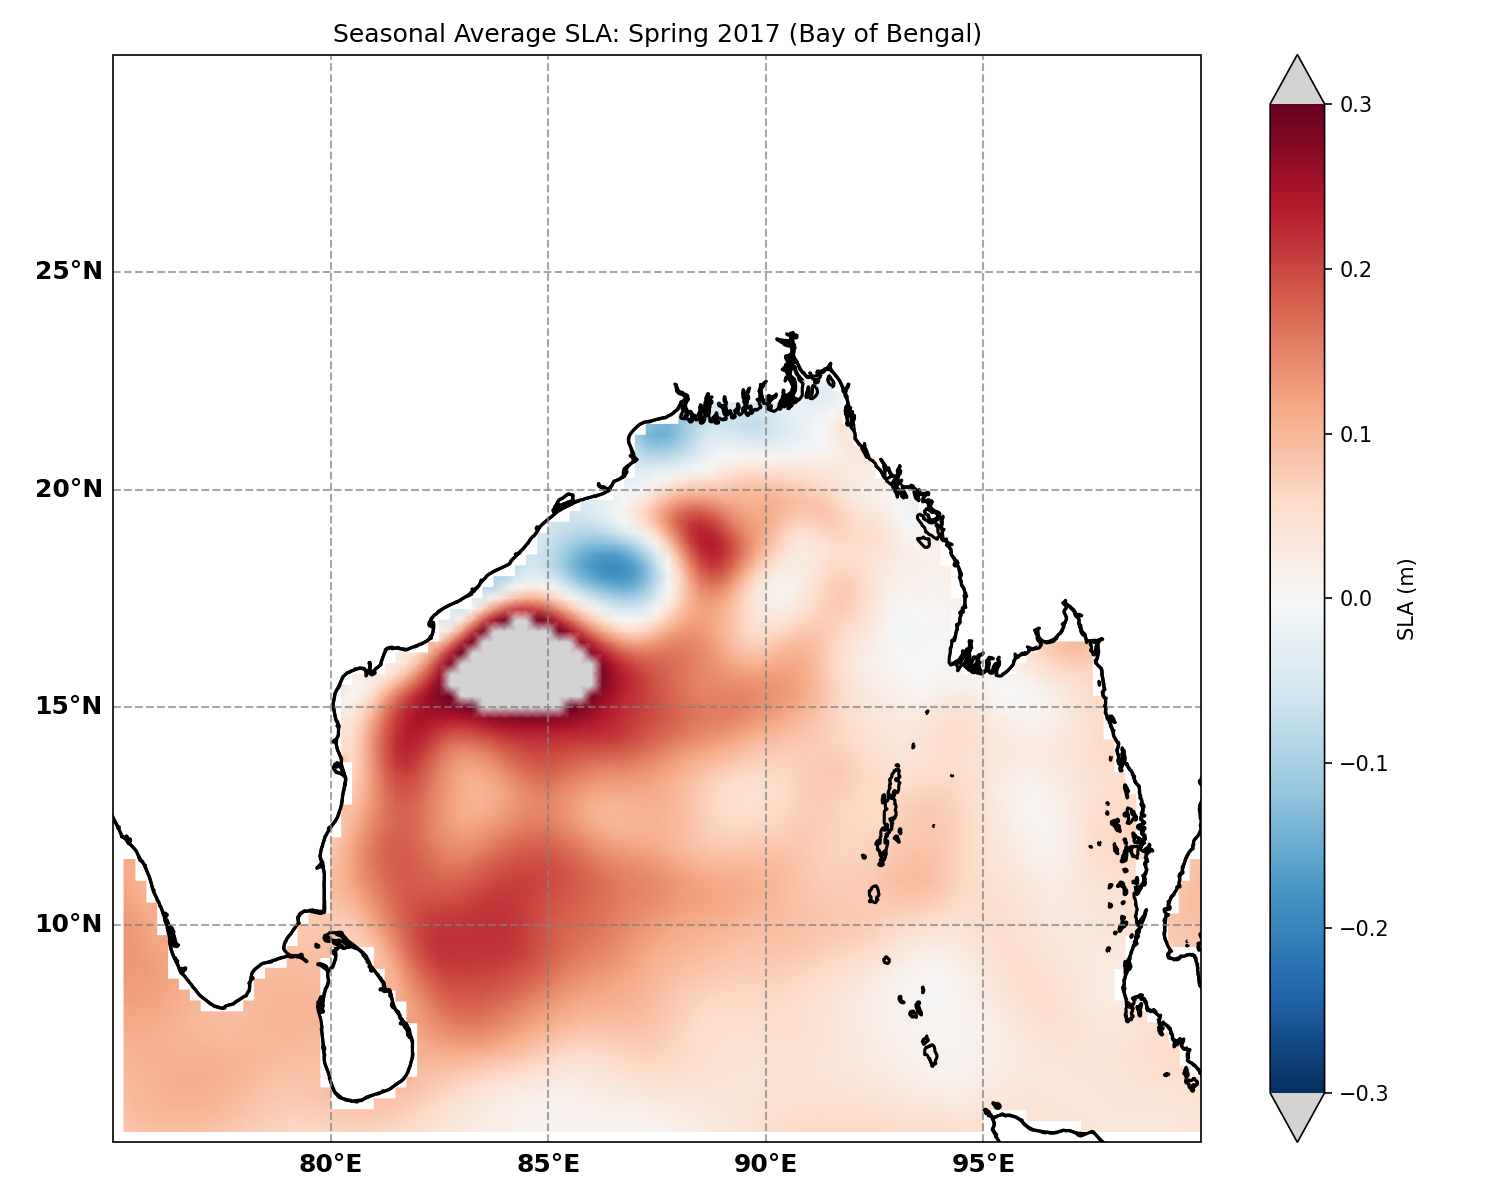 Seasonal Average SLA: Spring 2017 (Bay of Bengal)
25°N
20°N
15°N
10°N
80°E 85°E 90°E 95°E
0.3
0.2
0.1
0.0
−0.1
−0.2
−0.3
SLA (m)